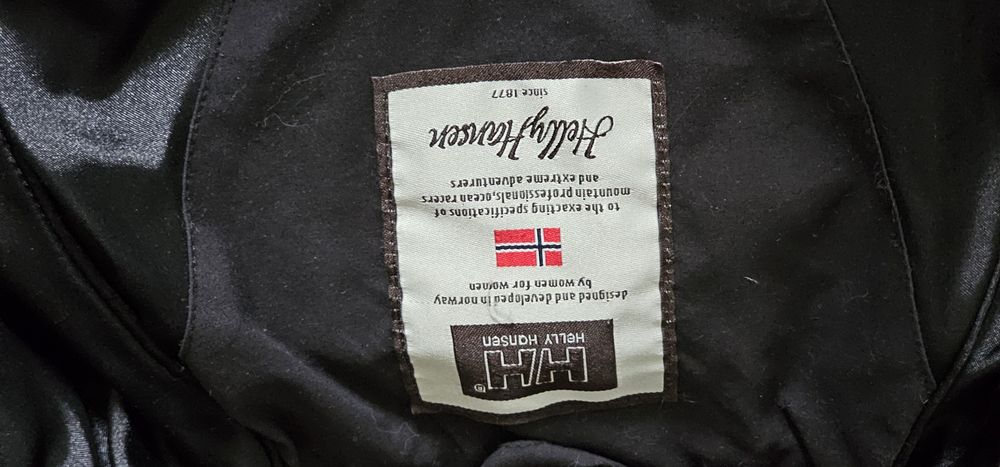 HH®
HELLY HANSEN
designed and developed in norway
by women for women
to the exacting specifications of
mountain professionals, ocean racers
and extreme adventurers
Helly Hansen
since 1877